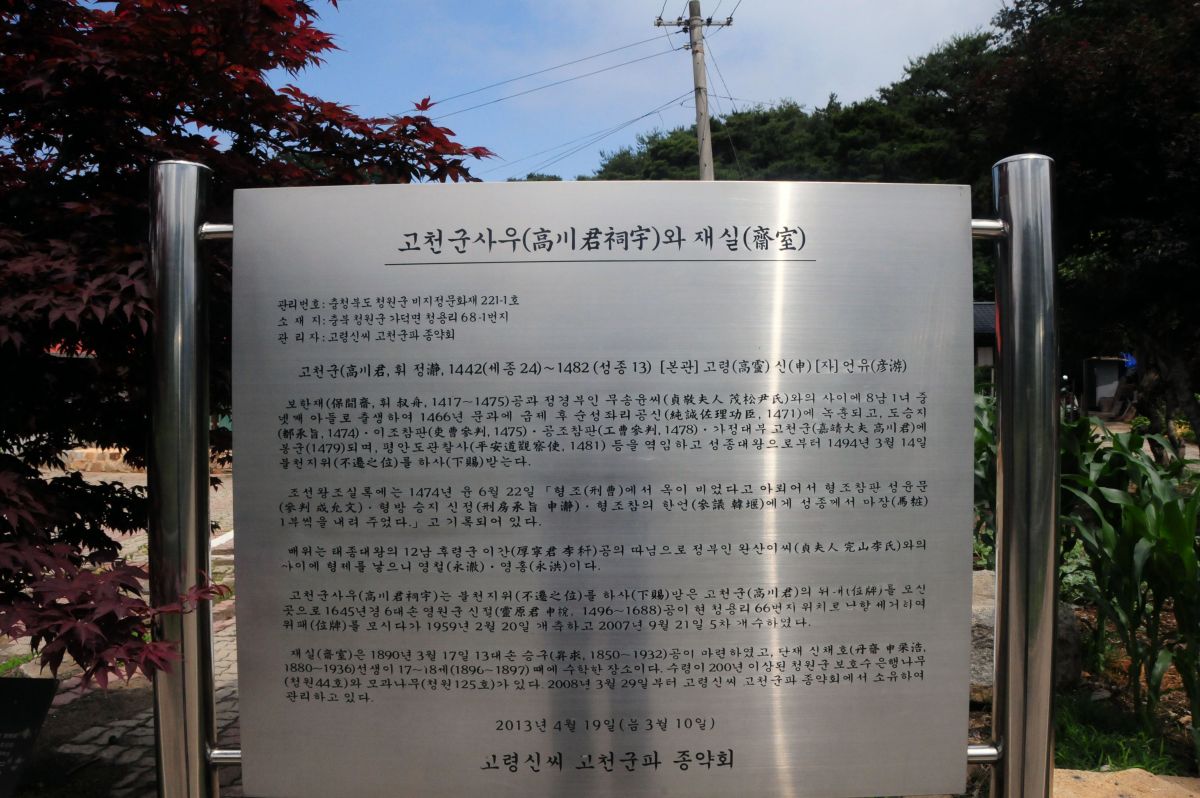 고천군사우(高川君祠宇)와 재실(齋室)
관리번호: 충청북도 청원군 비지정문화재 221-1호
소 재 지: 충북 청원군 가덕면 청용리 68-1번지
관 리 자: 고령신씨 고천군파 종약회
고천군(高川君, 휘 정瀞, 1442(세종 24)~1482 (성종 13) [본관] 고령(高靈) 신(申) [자] 언유(彦游)
보한재(保閒齋, 휘 叔舟, 1417~1475)공과 정경부인 무송윤씨(貞敬夫人 茂松尹氏)와의 사이에 8남 1녀 중
넷째 아들로 출생하여 1466년 문과에 급제 후 순성좌리공신(純誠佐理功臣, 1471)에 녹훈되고, 도승지
(都承旨, 1474)·이조참판(吏曹參判, 1475)·공조참판(工曹參判, 1478)·가정대부 고천군(嘉靖大夫 高川君)에
봉군(1479)되며, 평안도관찰사(平安道觀察使, 1481) 등을 역임하고 성종대왕으로부터 1494년 3월 14일
불천지위(不遷之位)를 하사(下賜)받는다.
조선왕조실록에는 1474년 윤 6월 22일 「형조(刑曹)에서 옥이 비었다고 아뢰어서 형조참판 성윤문
(參判 成允文)·형방 승지 신정(刑房承旨 申瀞)·형조참의 한언(參議 韓堰)에게 성종께서 마장(馬粧)
1부씩을 내려 주었다.」고 기록되어 있다.
배위는 태종대왕의 12남 후령군 이간(厚寧君 李衦)공의 따님으로 정부인 완산이씨(貞夫人 完山李氏)와의
사이에 형제를 낳으니 영철(永澈)·영홍(永洪)이다.
고천군사우(高川君祠宇)는 불천지위(不遷之位)를 하사(下賜)받은 고천군(高川君)의 위패(位牌)를 모신
곳으로 1645년경 6대손 영원군 신 (靈原君 申 , 1496~1688)공이 현 청용리 66번지 위치로 낙향 세거하여
위패(位牌)를 모시다가 1959년 2월 20일 개축하고 2007년 9월 21일 5차 개수하였다.
재실(齋室)은 1890년 3월 17일 13대손 승구(昇求, 1850~1932)공이 마련하였고, 단재 신채호(丹齋 申采浩,
1880~1936)선생이 17~18세(1896~1897) 때에 수학한 장소이다. 수령이 200년 이상된 청원군 보호수 은행나무
(청원44호)와 모과나무(청원125호)가 있다. 2008년 3월 29일부터 고령신씨 고천군파 종약회에서 소유하여
관리하고 있다.
2013년 4월 19일(음 3월 10일)
고령신씨 고천군파 종약회